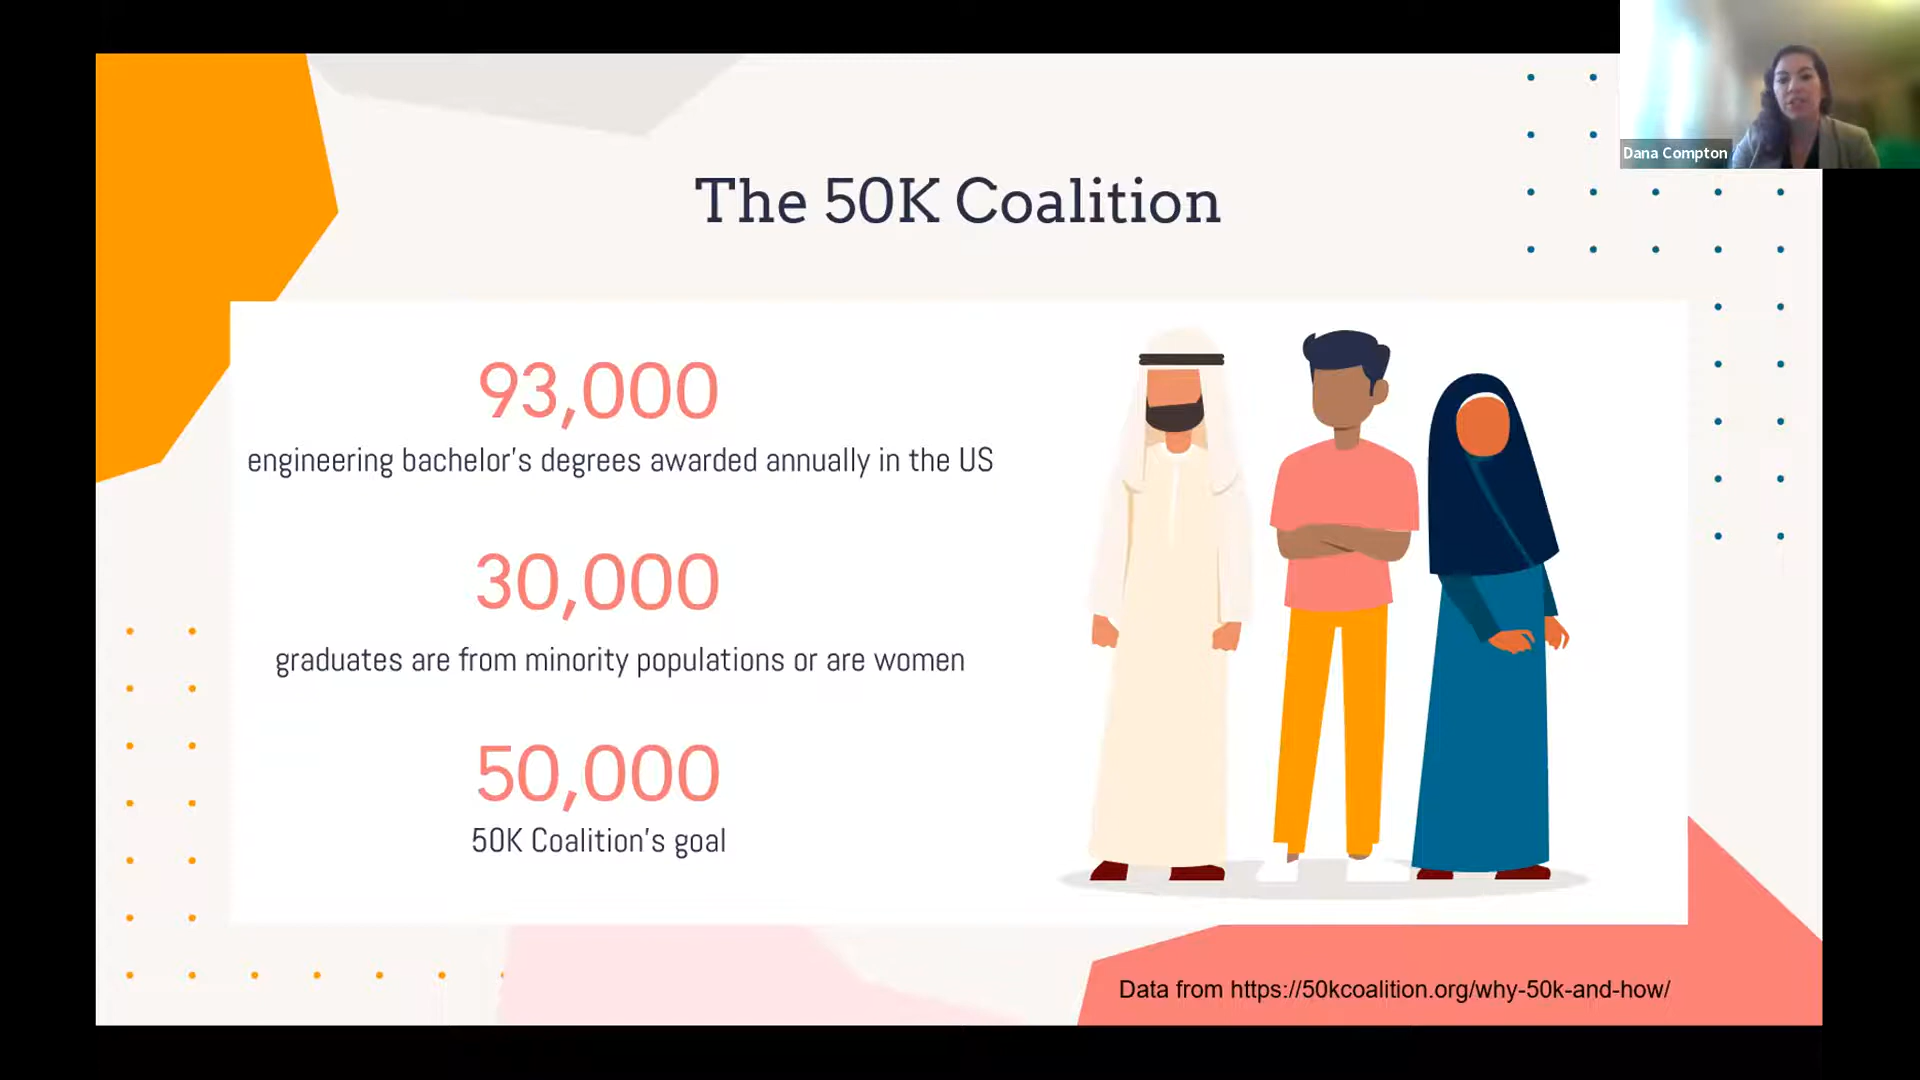 Dana Compton
The 50K Coalition
93,000
engineering bachelor's degrees awarded annually in the US
30,000
graduates are from minority populations or are women
50,000
50K Coalition's goal
Data from https://50kcoalition.org/why-50k-and-how/